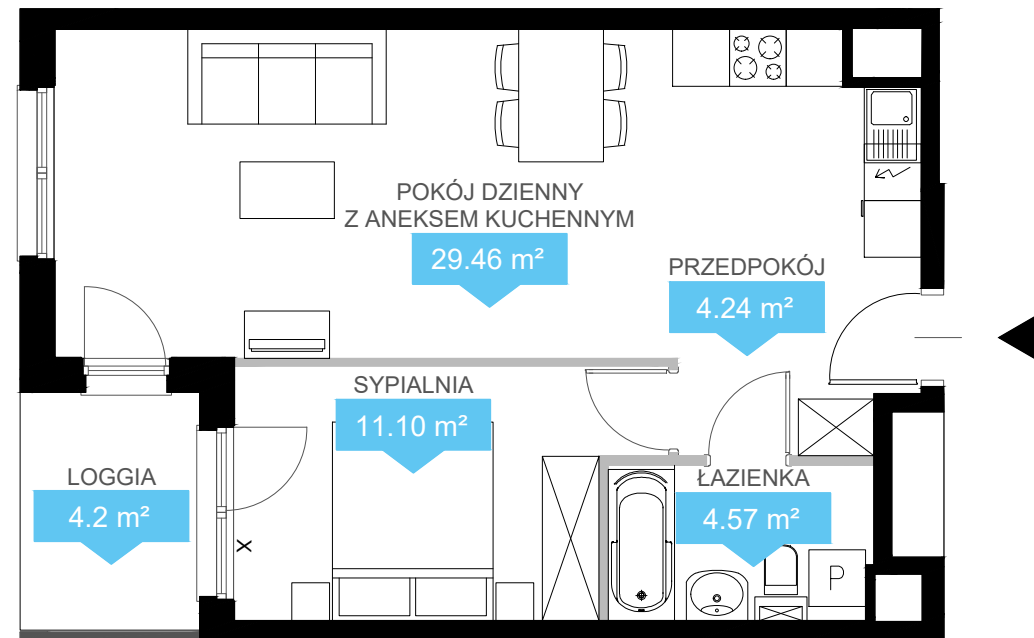 POKÓJ DZIENNY
Z ANEKSEM KUCHENNYM
29.46 m²
PRZEDPOKÓJ
4.24 m²
SYPIALNIA
11.10 m²
LOGGIA
4.2 m²
ŁAZIENKA
4.57 m²
X
P